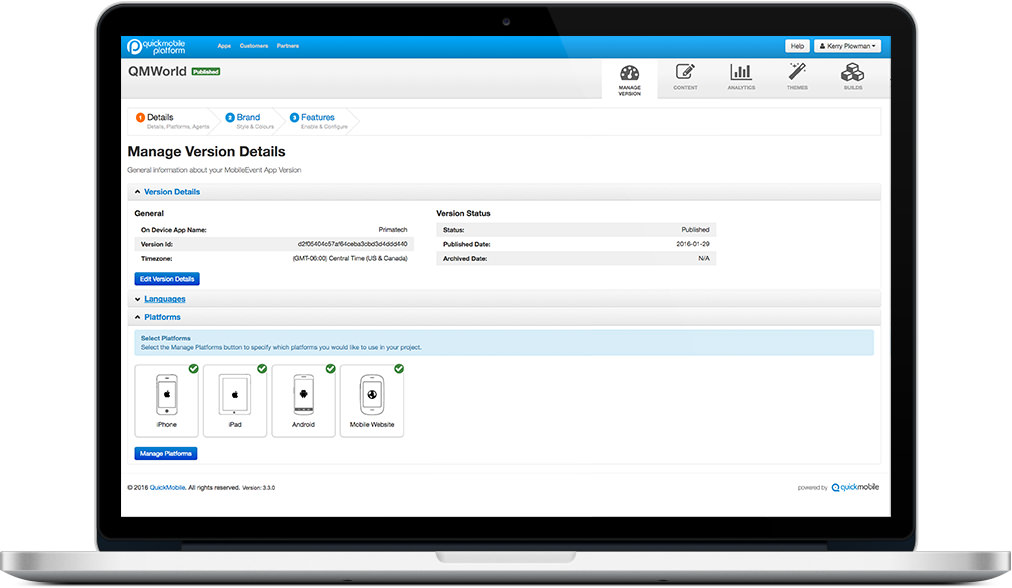 quickmobile
platform
Apps Customers Partners
Help Kerry Plowman
QMWorld Published
MANAGE
VERSION
CONTENT
ANALYTICS
THEMES
BUILDS
1 Details
Details, Platforms, Agents
2 Brand
Style & Colours
3 Features
Enable & Configure
Manage Version Details
General information about your MobileEvent App Version
Version Details
General
On Device App Name: Primatech
Version Id: d2f05404c57af64ceba3cbd3d4ddd440
Timezone: (GMT-06:00) Central Time (US & Canada)
Edit Version Details
Version Status
Status: Published
Published Date: 2016-01-29
Archived Date: N/A
Languages
Platforms
Select Platforms
Select the Manage Platforms button to specify which platforms you would like to use in your project.
iPhone
iPad
Android
Mobile Website
Manage Platforms
© 2016 QuickMobile. All rights reserved. Version: 3.3.0
powered by quickmobile